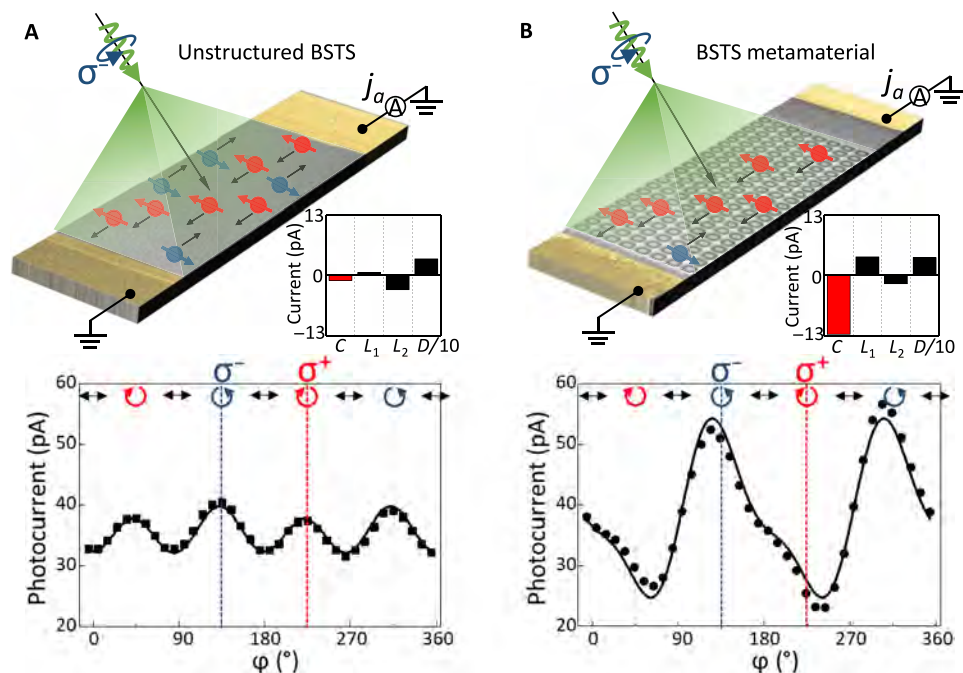 A
Unstructured BSTS
σ⁻
jₐ
A
Current (pA)
13
0
−13
C L₁ L₂ D/10
σ⁻ σ⁺
Photocurrent (pA)
60
50
40
30
20
0 90 180 270 360
φ (°)
B
BSTS metamaterial
σ⁻
jₐ
A
Current (pA)
13
0
−13
C L₁ L₂ D/10
σ⁻ σ⁺
Photocurrent (pA)
60
50
40
30
20
0 90 180 270 360
φ (°)